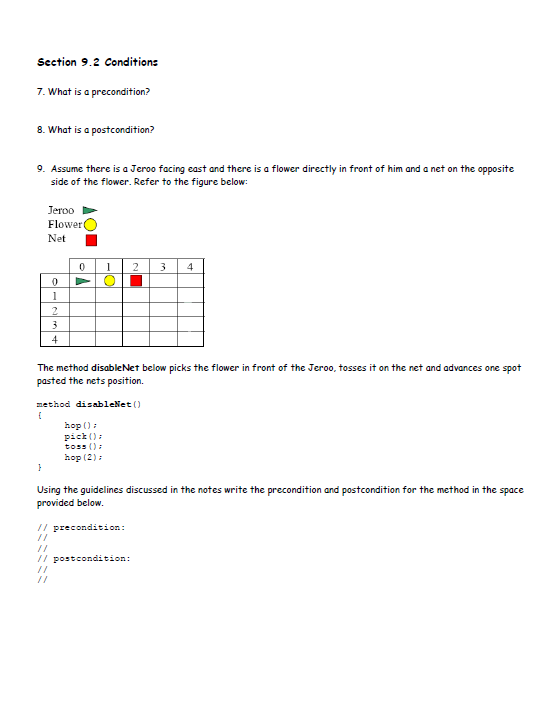 Section 9.2 Conditions
7. What is a precondition?
8. What is a postcondition?
9. Assume there is a Jeroo facing east and there is a flower directly in front of him and a net on the opposite
side of the flower. Refer to the figure below:
Jeroo
Flower
Net
0 1 2 3 4
0
1
2
3
4
The method disableNet below picks the flower in front of the Jeroo, tosses it on the net and advances one spot
pasted the nets position.
method disableNet()
{
hop();
pick();
toss();
hop(2);
}
Using the guidelines discussed in the notes write the precondition and postcondition for the method in the space
provided below.
// precondition:
//
//
// postcondition:
//
//